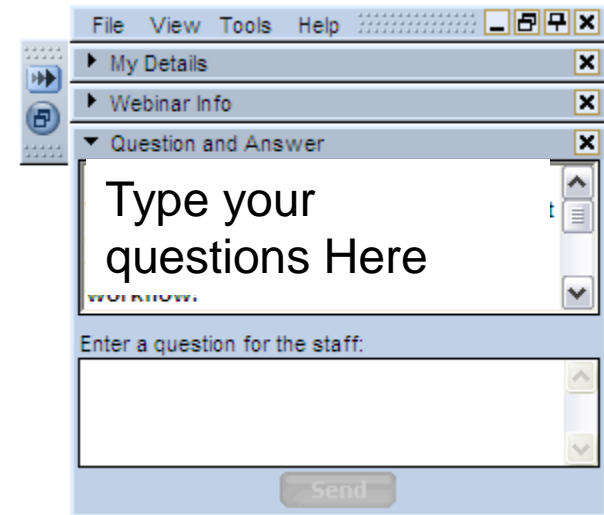 File View Tools Help
My Details
Webinar Info
Question and Answer
Type your
questions Here
workflow.
Enter a question for the staff:
Send